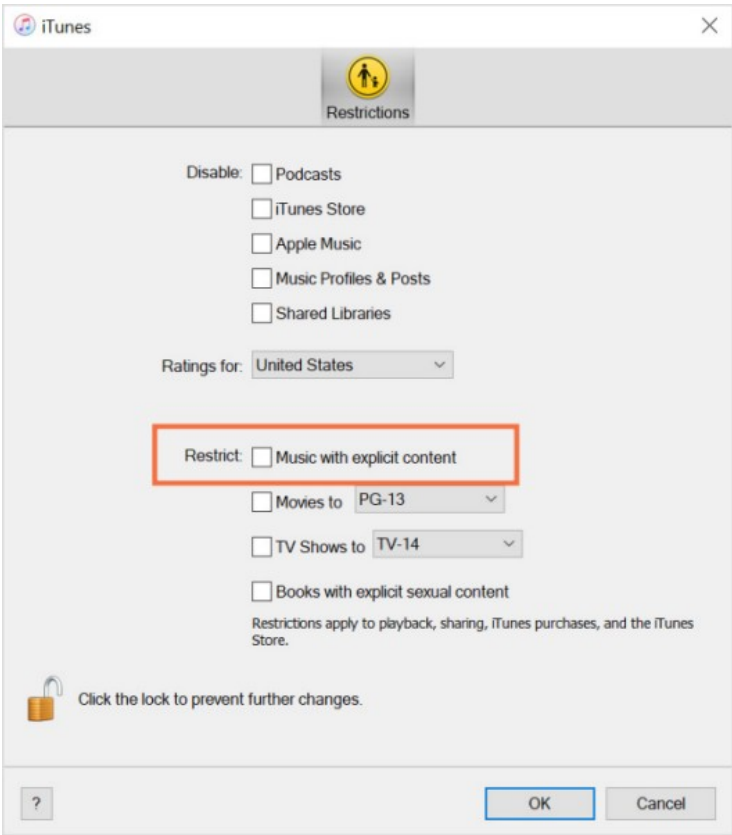 iTunes
Restrictions
Disable: Podcasts
iTunes Store
Apple Music
Music Profiles & Posts
Shared Libraries
Ratings for: United States
Restrict: Music with explicit content
Movies to PG-13
TV Shows to TV-14
Books with explicit sexual content
Restrictions apply to playback, sharing, iTunes purchases, and the iTunes
Store.
Click the lock to prevent further changes.
? OK Cancel